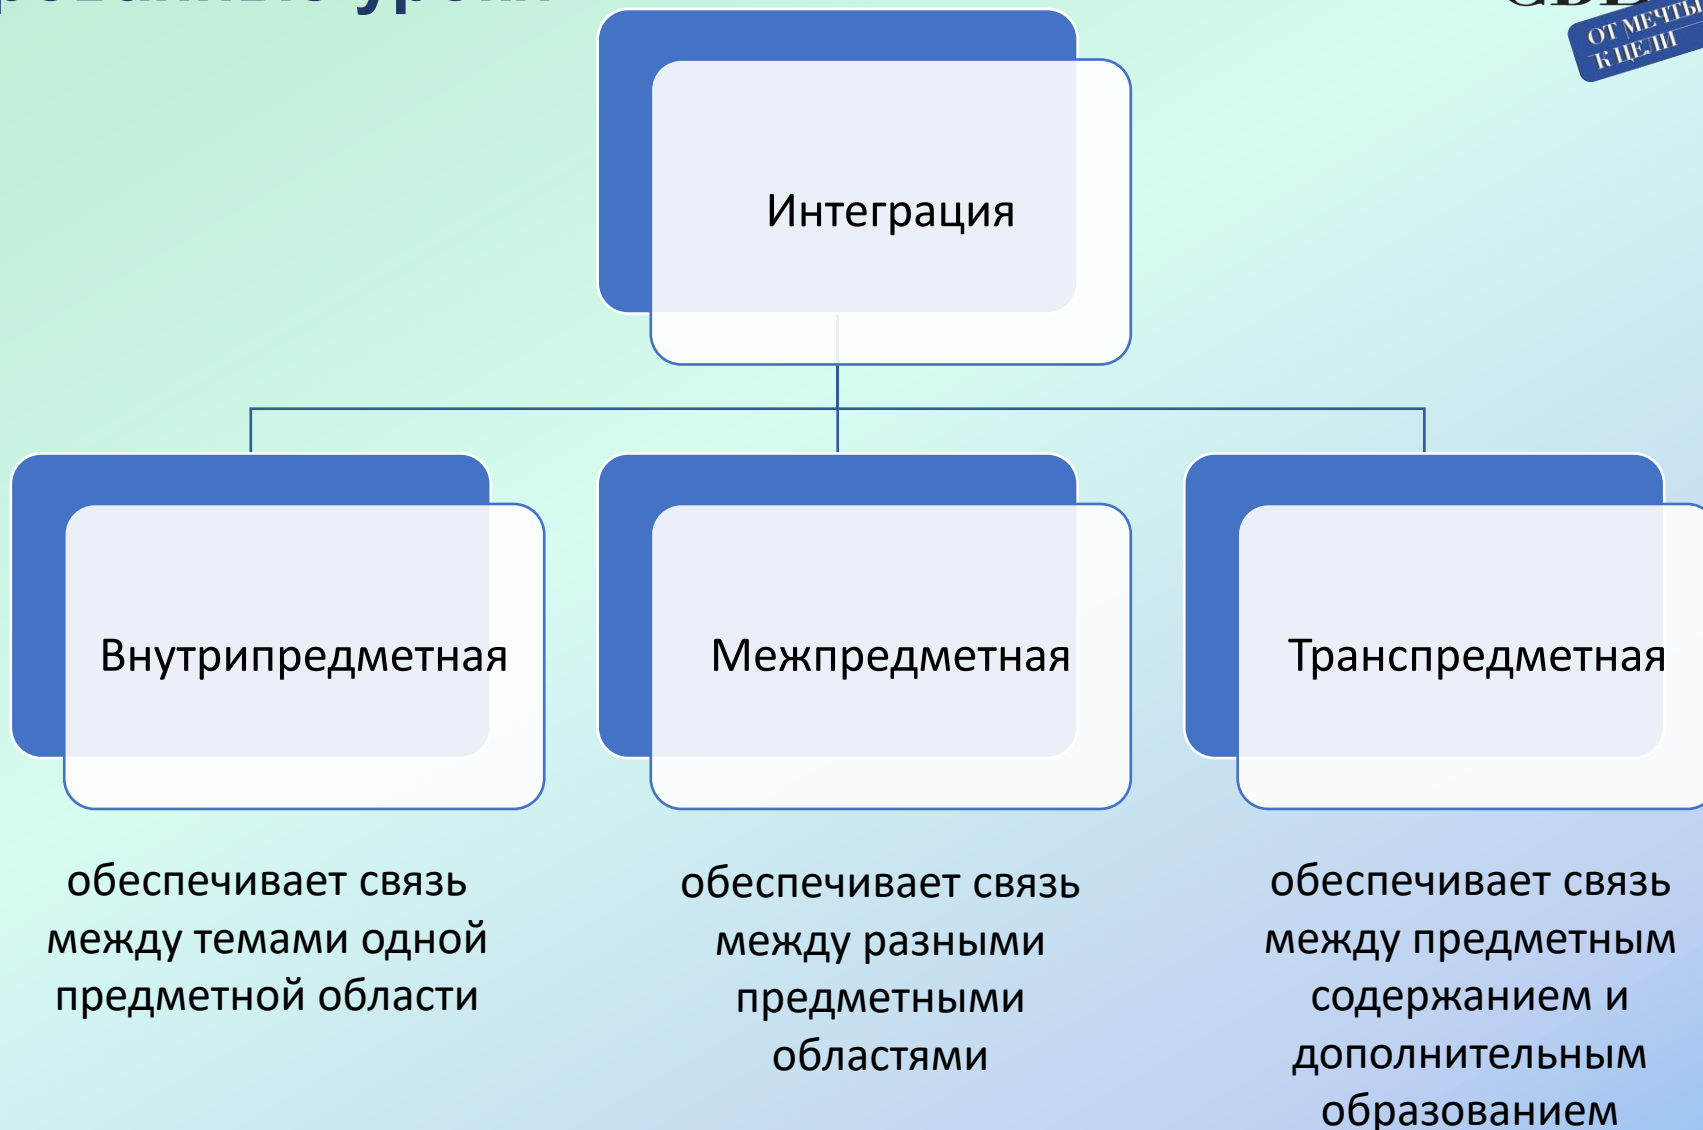 уроки
ОТ МЕЧТЫ
К ЦЕЛИ
Интеграция
Внутрипредметная
Межпредметная
Транспредметная
обеспечивает связь
между темами одной
предметной области
обеспечивает связь
между разными
предметными
областями
обеспечивает связь
между предметным
содержанием и
дополнительным
образованием